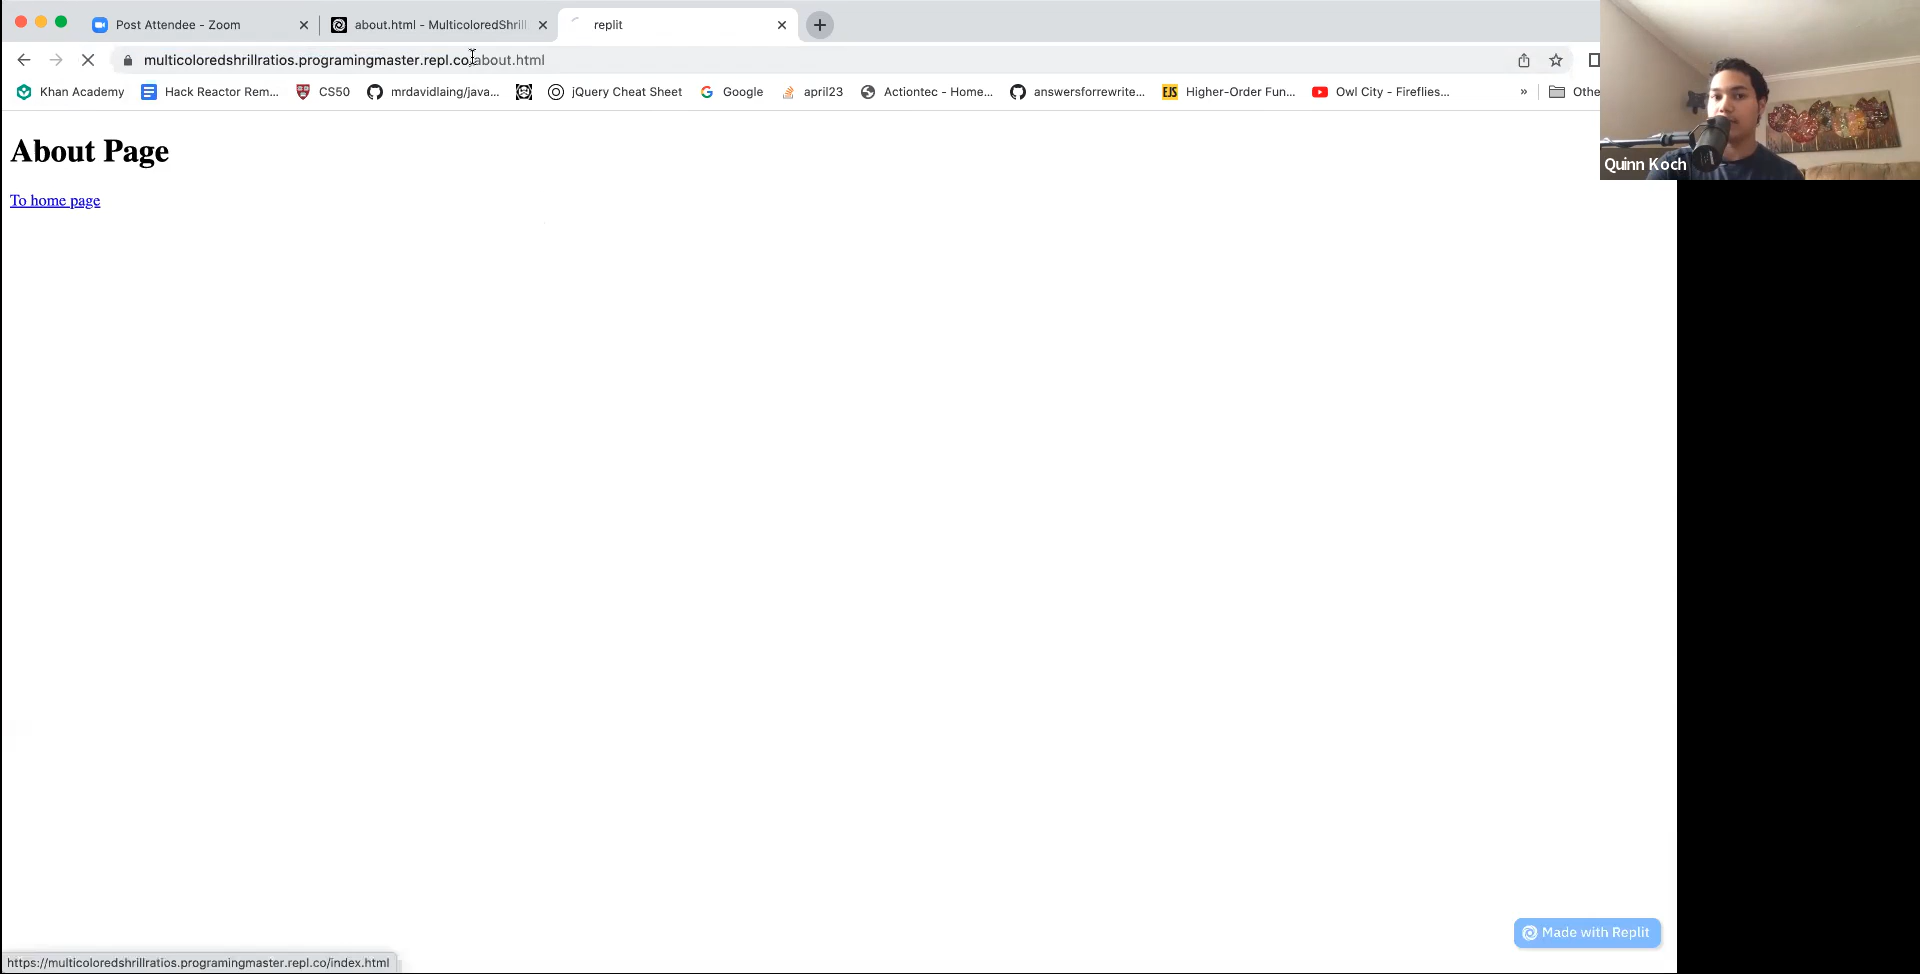 Post Attendee - Zoom
about.html - MulticoloredShrill
replit
multicoloredshrillratios.programingmaster.repl.co/about.html
Khan Academy
Hack Reactor Rem...
CS50
mrdavidlaing/java...
jQuery Cheat Sheet
Google
april23
Actiontec - Home...
answersforrewrite...
EJS
Higher-Order Fun...
Owl City - Fireflies...
»
Othe
Quinn Koch
About Page
To home page
Made with Replit
https://multicoloredshrillratios.programingmaster.repl.co/index.html